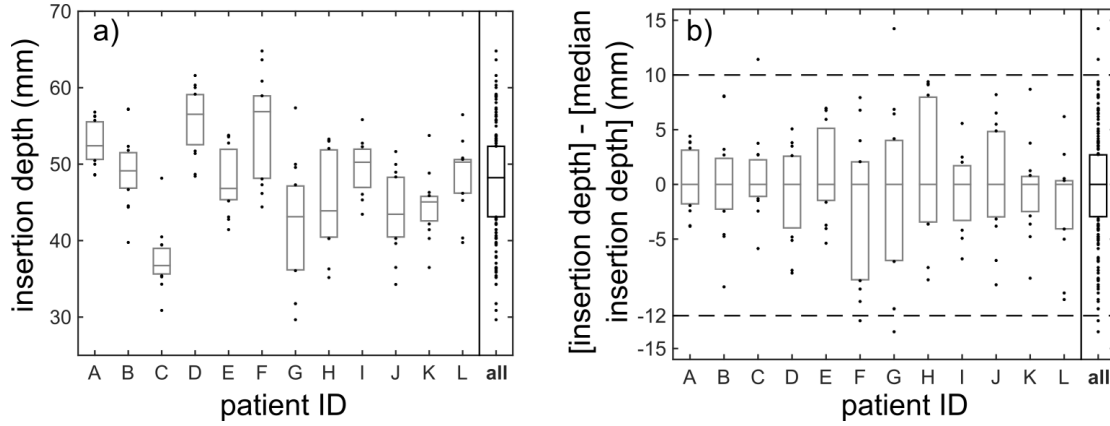 a)
insertion depth (mm)
70
60
50
40
30
A B C D E F G H I J K L all
patient ID
b)
[insertion depth] - [median
insertion depth] (mm)
15
10
5
0
-5
-12
-15
A B C D E F G H I J K L all
patient ID